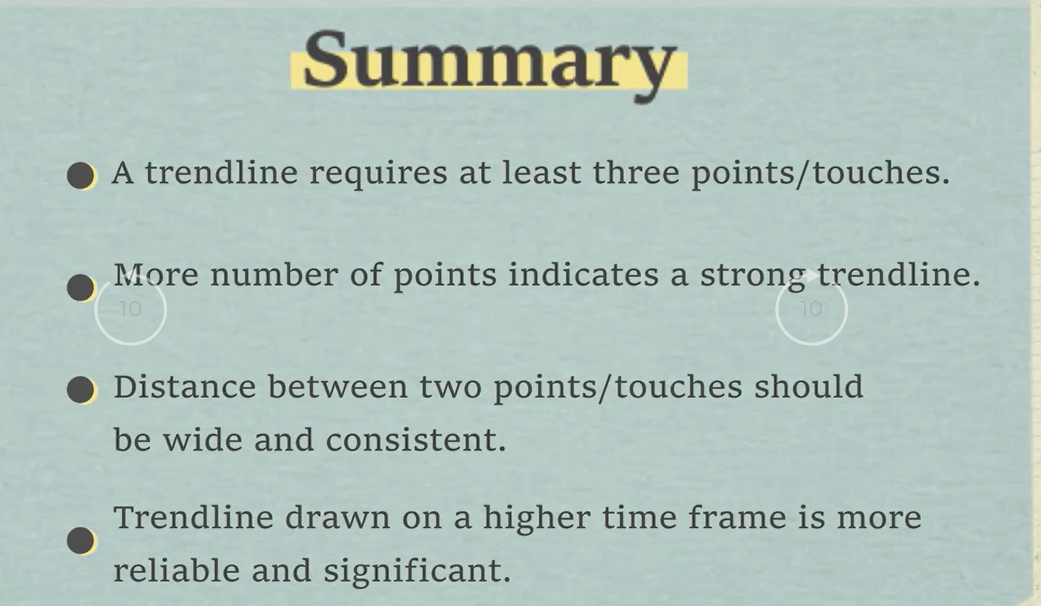 Summary
A trendline requires at least three points/touches.
More number of points indicates a strong trendline.
10
10
Distance between two points/touches should
be wide and consistent.
Trendline drawn on a higher time frame is more
reliable and significant.